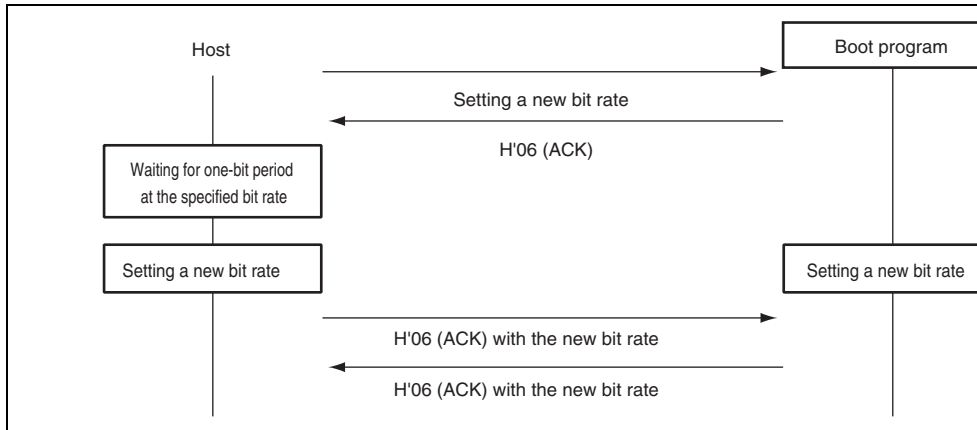 Host
Boot program
Setting a new bit rate
H'06 (ACK)
Waiting for one-bit period
at the specified bit rate
Setting a new bit rate
Setting a new bit rate
H'06 (ACK) with the new bit rate
H'06 (ACK) with the new bit rate